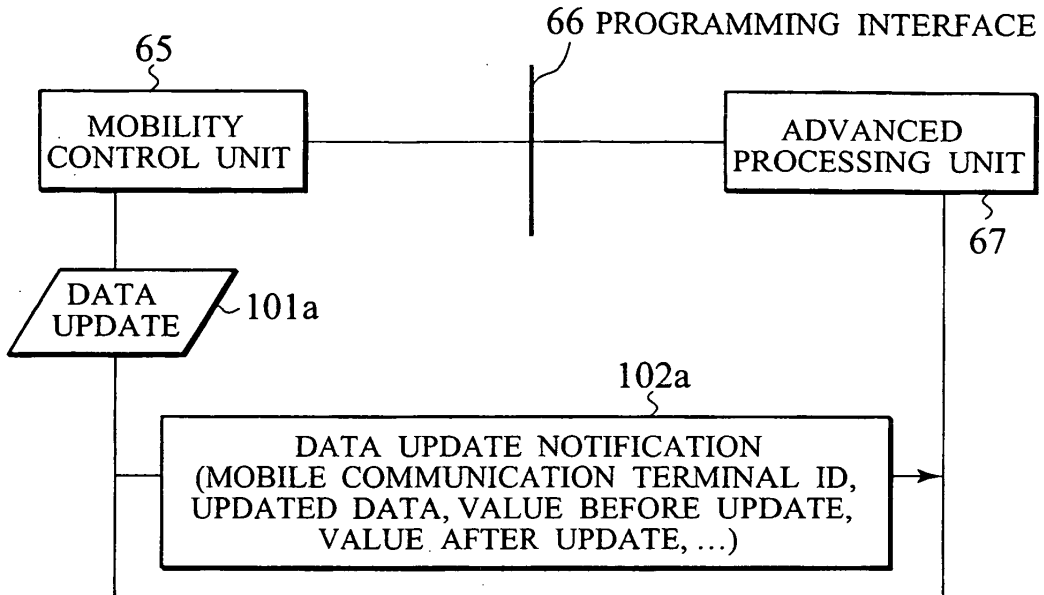 66 PROGRAMMING INTERFACE
65
MOBILITY
CONTROL UNIT
ADVANCED
PROCESSING UNIT
67
DATA
UPDATE
101a
102a
DATA UPDATE NOTIFICATION
(MOBILE COMMUNICATION TERMINAL ID,
UPDATED DATA, VALUE BEFORE UPDATE,
VALUE AFTER UPDATE, ...)